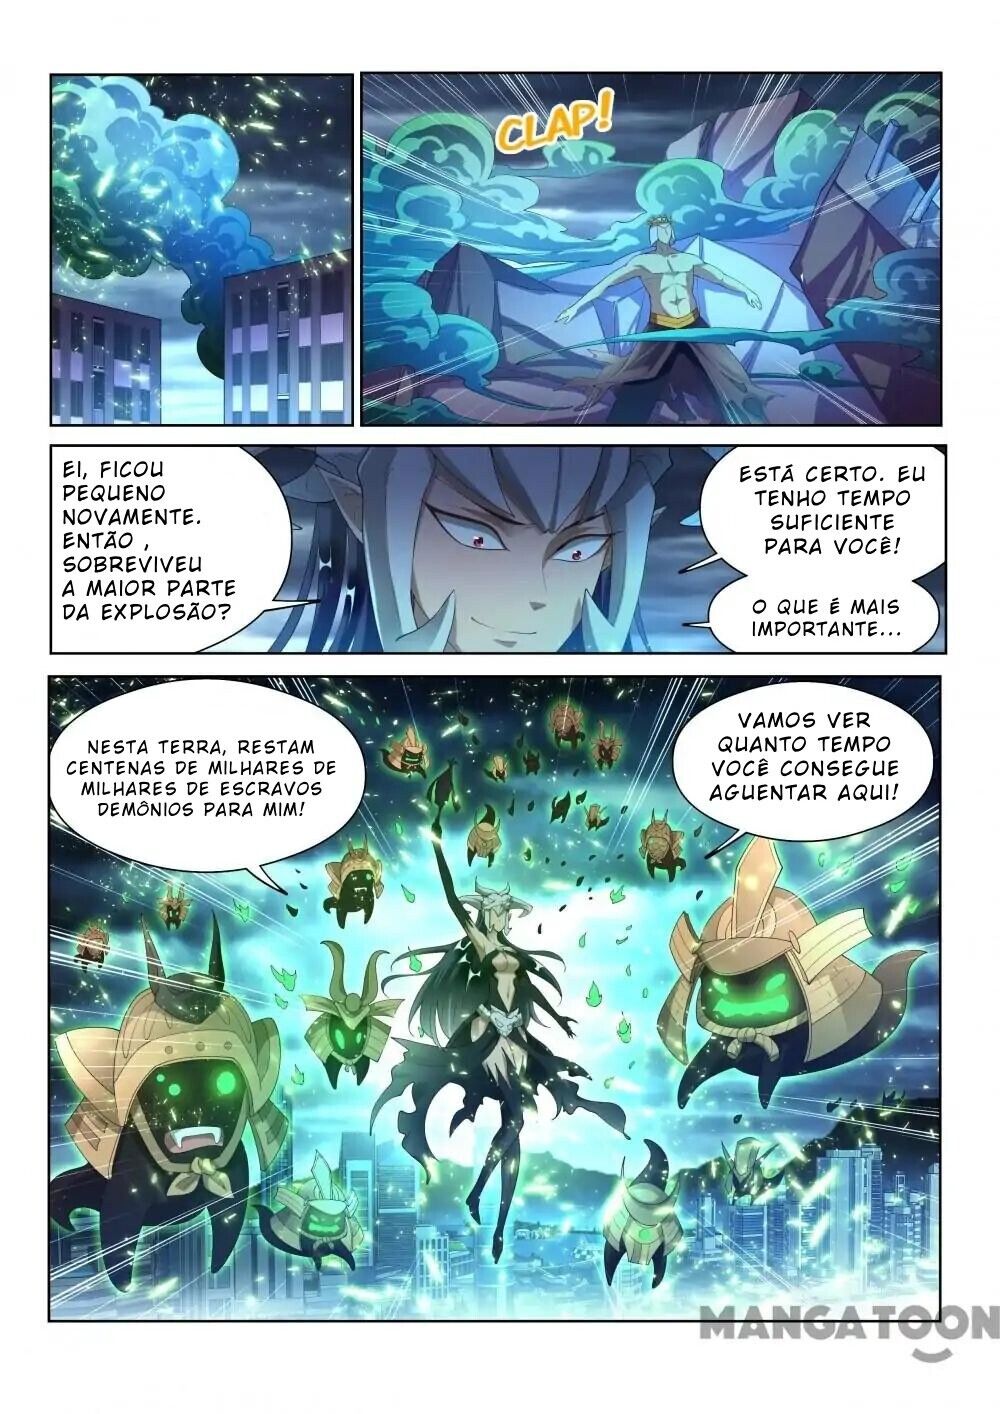 CLAP!
EI, FICOU
PEQUENO
NOVAMENTE.
ENTÃO ,
SOBREVIVEU
A MAIOR PARTE
DA EXPLOSÃO?
ESTÁ CERTO. EU
TENHO TEMPO
SUFICIENTE
PARA VOCÊ!
O QUE É MAIS
IMPORTANTE...
NESTA TERRA, RESTAM
CENTENAS DE MILHARES DE
MILHARES DE ESCRAVOS
DEMÔNIOS PARA MIM!
VAMOS VER
QUANTO TEMPO
VOCÊ CONSEGUE
AGUENTAR AQUI!
MANGATOON